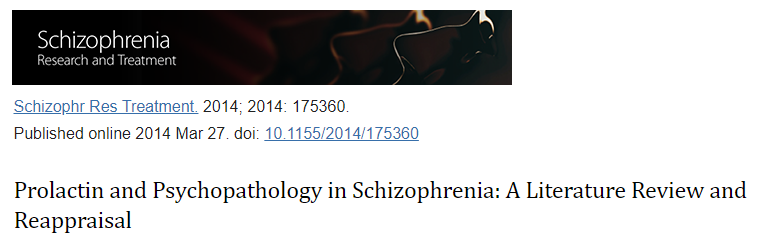 Schizophrenia
Research and Treatment
Schizophr Res Treatment. 2014; 2014: 175360.
Published online 2014 Mar 27. doi: 10.1155/2014/175360
Prolactin and Psychopathology in Schizophrenia: A Literature Review and
Reappraisal